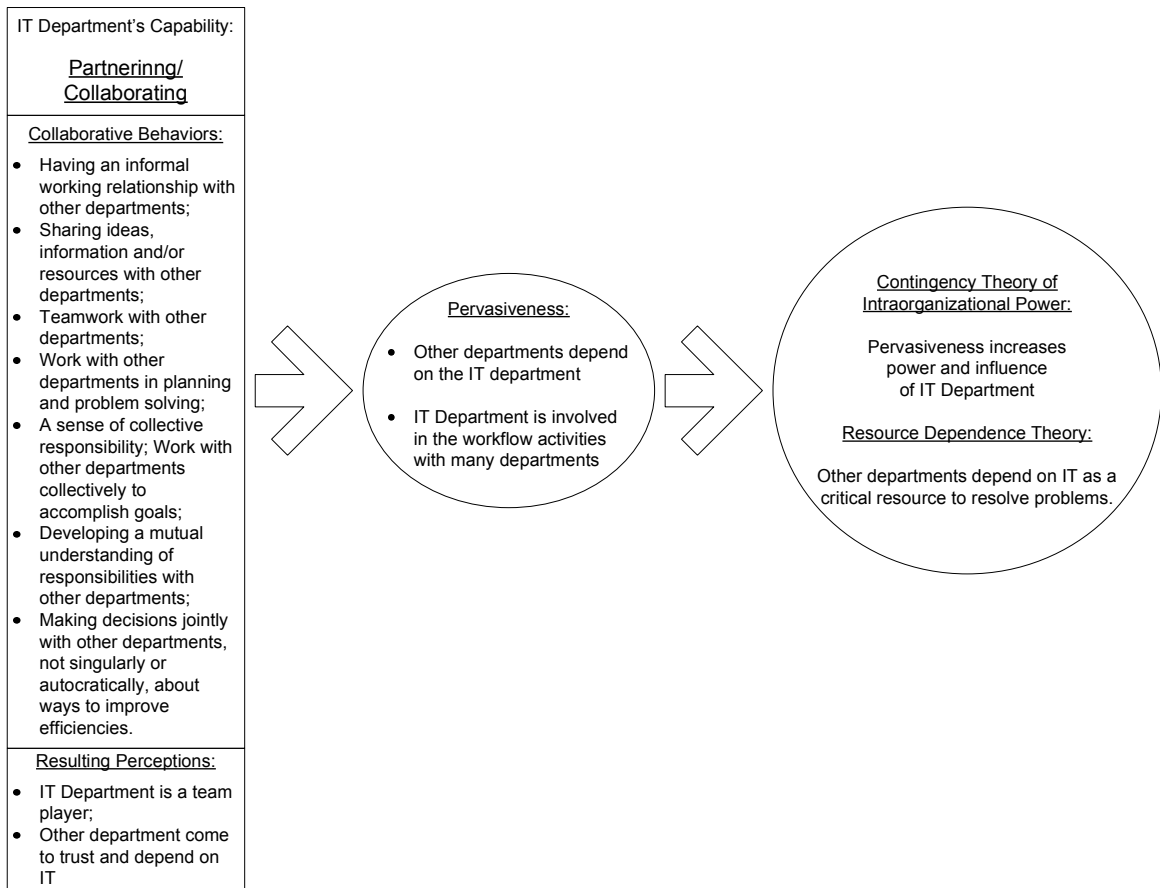 IT Department's Capability:
Partnerinng/
Collaborating
Collaborative Behaviors:
• Having an informal
working relationship with
other departments;
• Sharing ideas,
information and/or
resources with other
departments;
• Teamwork with other
departments;
• Work with other
departments in planning
and problem solving;
• A sense of collective
responsibility; Work with
other departments
collectively to
accomplish goals;
• Developing a mutual
understanding of
responsibilities with
other departments;
• Making decisions jointly
with other departments,
not singularly or
autocratically, about
ways to improve
efficiencies.
Resulting Perceptions:
• IT Department is a team
player;
• Other department come
to trust and depend on
IT
Pervasiveness:
• Other departments depend
on the IT department
• IT Department is involved
in the workflow activities
with many departments
Contingency Theory of
Intraorganizational Power:
Pervasiveness increases
power and influence
of IT Department
Resource Dependence Theory:
Other departments depend on IT as a
critical resource to resolve problems.